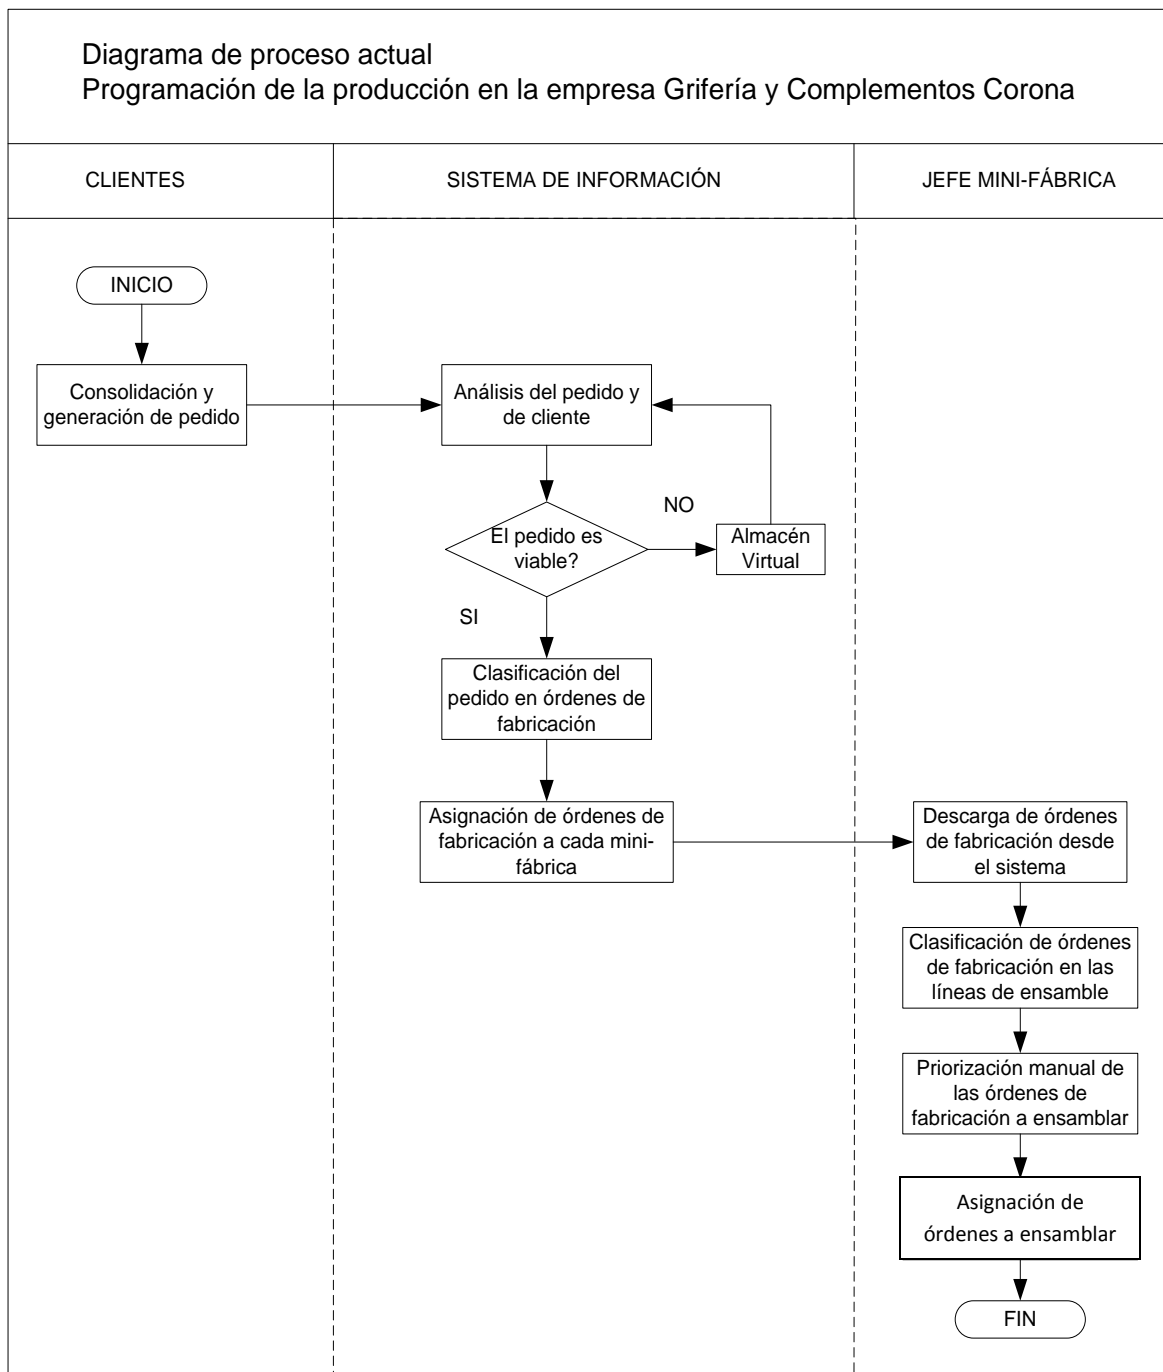 Diagrama de proceso actual
Programación de la producción en la empresa Grifería y Complementos Corona
CLIENTES
SISTEMA DE INFORMACIÓN
JEFE MINI-FÁBRICA
INICIO
Consolidación y
generación de pedido
Análisis del pedido y
de cliente
El pedido es
viable?
NO
Almacén
Virtual
SI
Clasificación del
pedido en órdenes de
fabricación
Asignación de órdenes de
fabricación a cada mini-
fábrica
Descarga de órdenes
de fabricación desde
el sistema
Clasificación de órdenes
de fabricación en las
líneas de ensamble
Priorización manual de
las órdenes de
fabricación a ensamblar
Asignación de
órdenes a ensamblar
FIN